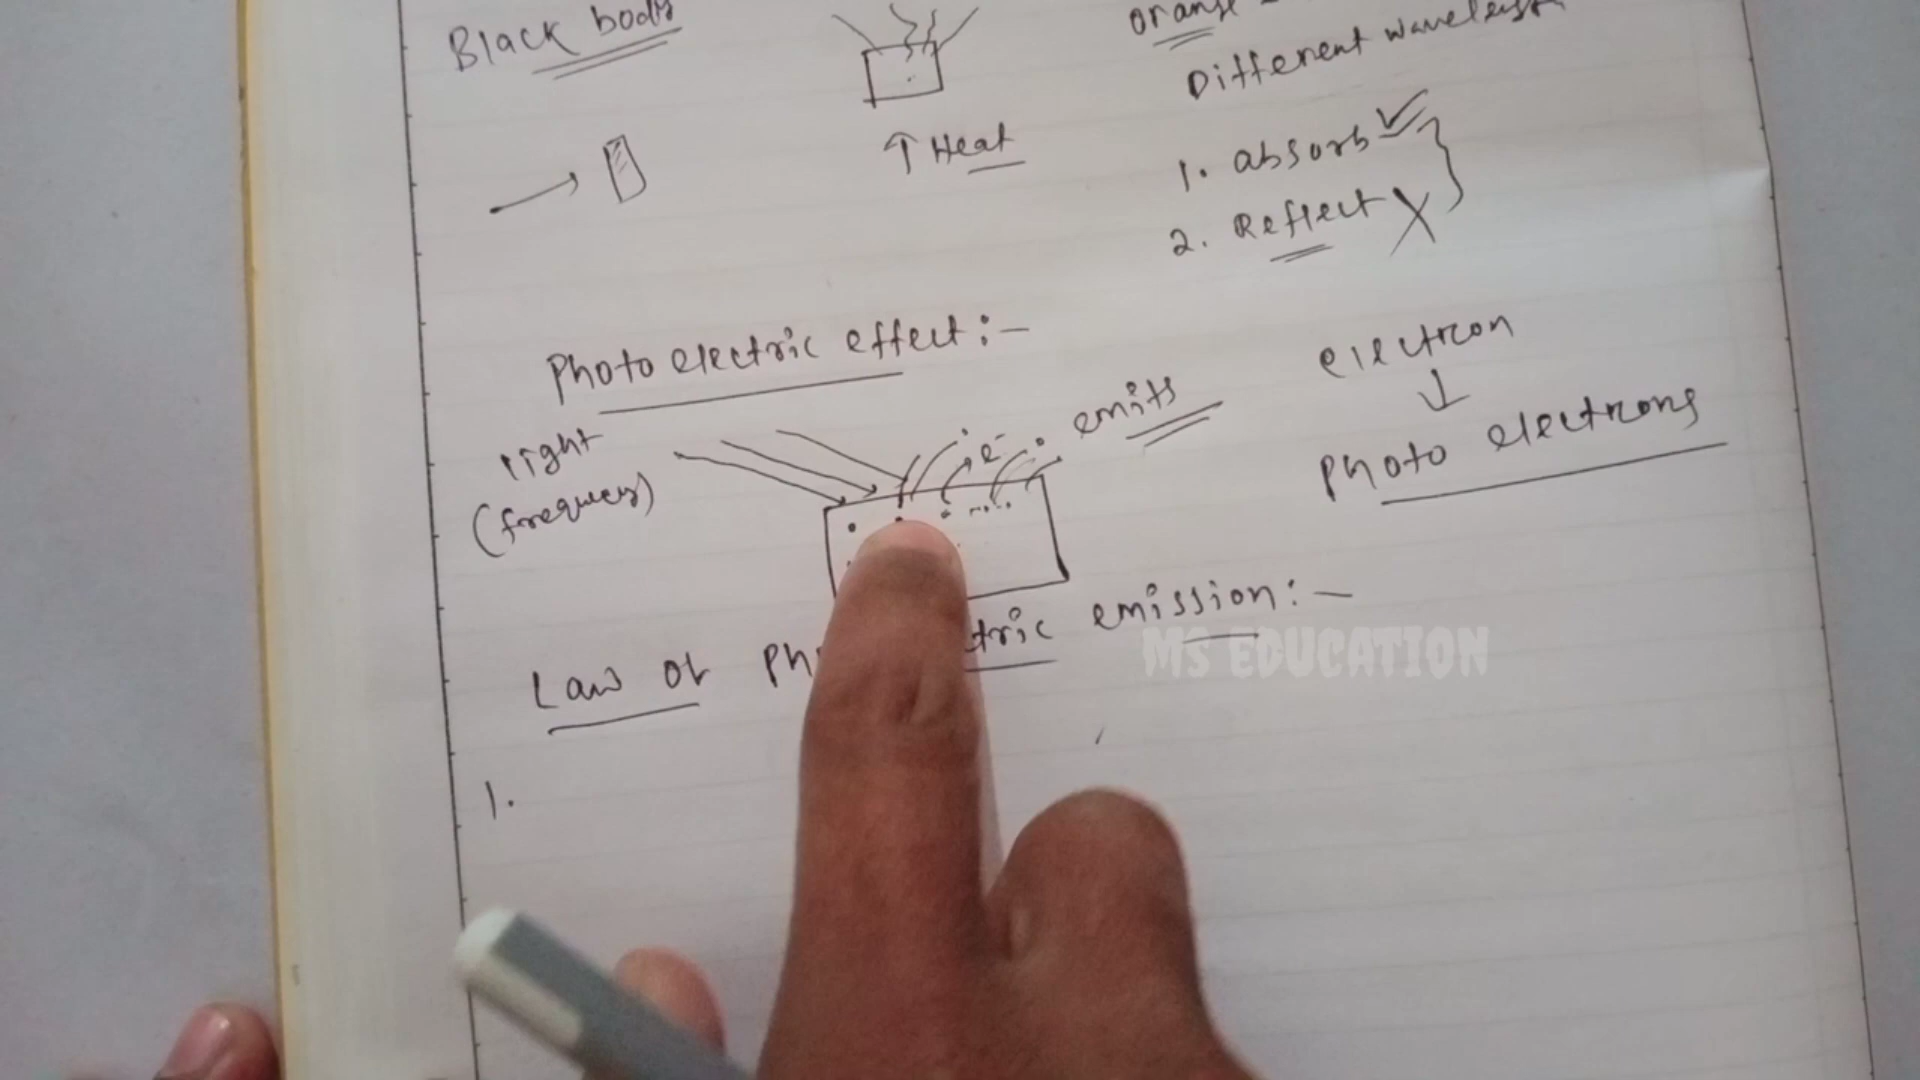 Black body
orange -
Different wavelength
↑ Heat
1. absorb ✓
2. Reflect X
Photo electric effect :-
light
(frequency)
e-
emits
electron
↓
Photo electrons
Law of Ph tric emission :-
MS EDUCATION
1.